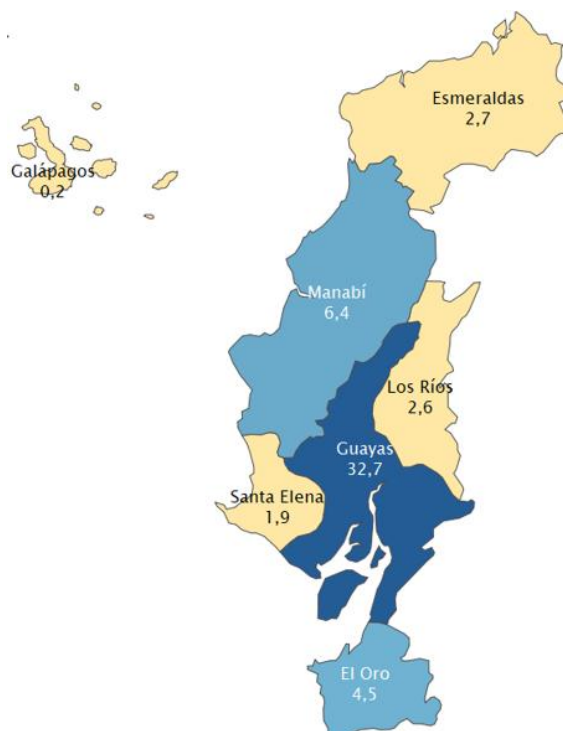 Esmeraldas
2,7
Galápagos
0,2
Manabí
6,4
Los Ríos
2,6
Guayas
32,7
Santa Elena
1,9
El Oro
4,5